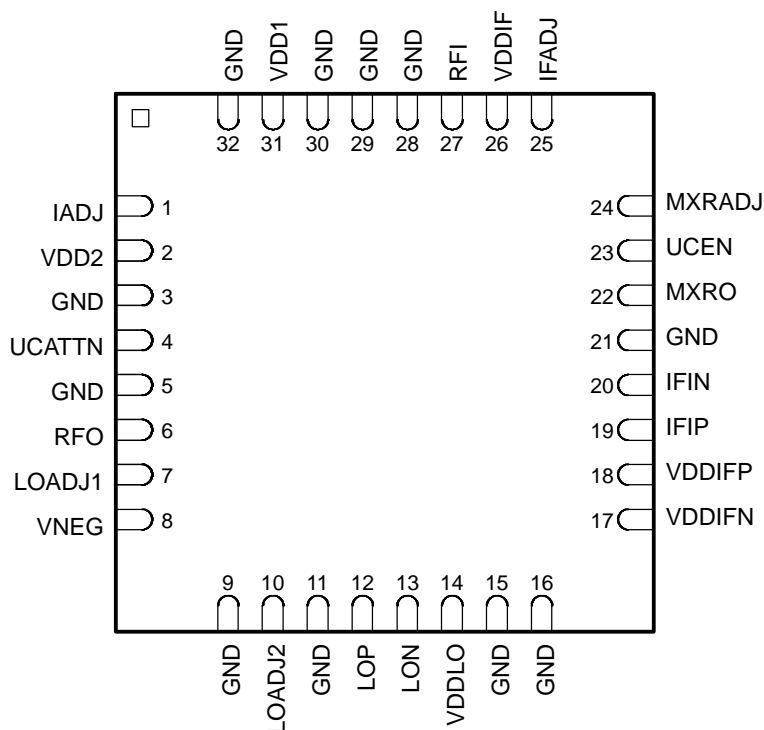 GND VDD1 GND GND GND RFI VDDIF IFADJ
32 31 30 29 28 27 26 25
IADJ 1
VDD2 2
GND 3
UCATTN 4
GND 5
RFO 6
LOADJ1 7
VNEG 8
24 MXRADJ
23 UCEN
22 MXRO
21 GND
20 IFIN
19 IFIP
18 VDDIFP
17 VDDIFN
9 10 11 12 13 14 15 16
GND LOADJ2 GND LOP LON VDDLO GND GND